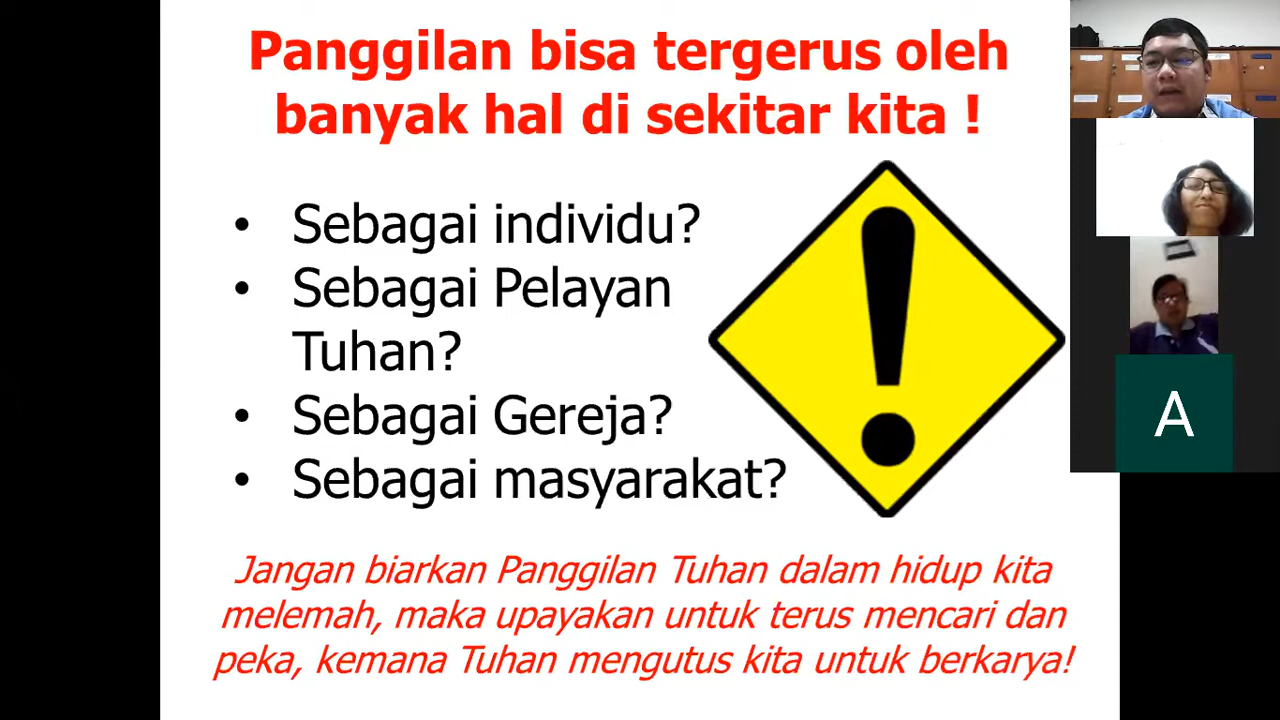 Panggilan bisa tergerus oleh
banyak hal di sekitar kita !
• Sebagai individu?
• Sebagai Pelayan
Tuhan?
• Sebagai Gereja?
• Sebagai masyarakat?
Jangan biarkan Panggilan Tuhan dalam hidup kita
melemah, maka upayakan untuk terus mencari dan
peka, kemana Tuhan mengutus kita untuk berkarya!
A